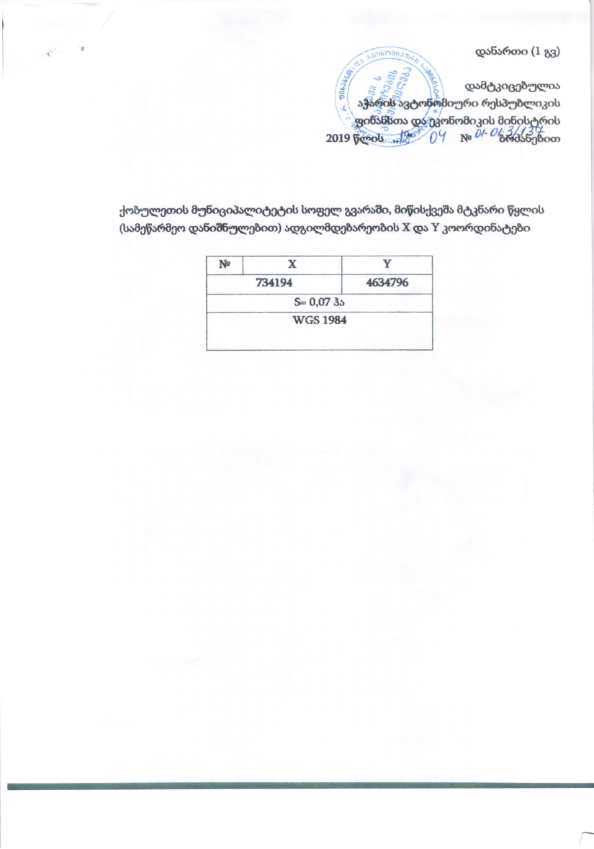 დანართი (1 გვ)
დამტკიცებულია
აჭარის ავტონომიური რესპუბლიკის
ფინანსთა და ეკონომიკის მინისტრის
2019 წლის 04 № 01-01-3/137 ბრძანებით
ქობულეთის მუნიციპალიტეტის სოფელ გვარაში, მიწისქვეშა მტკნარი წყლის
(სამეწარმეო დანიშნულებით) ადგილმდებარეობის X და Y კოორდინატები
№ X Y
734194 4634796
S= 0,07 ჰა
WGS 1984